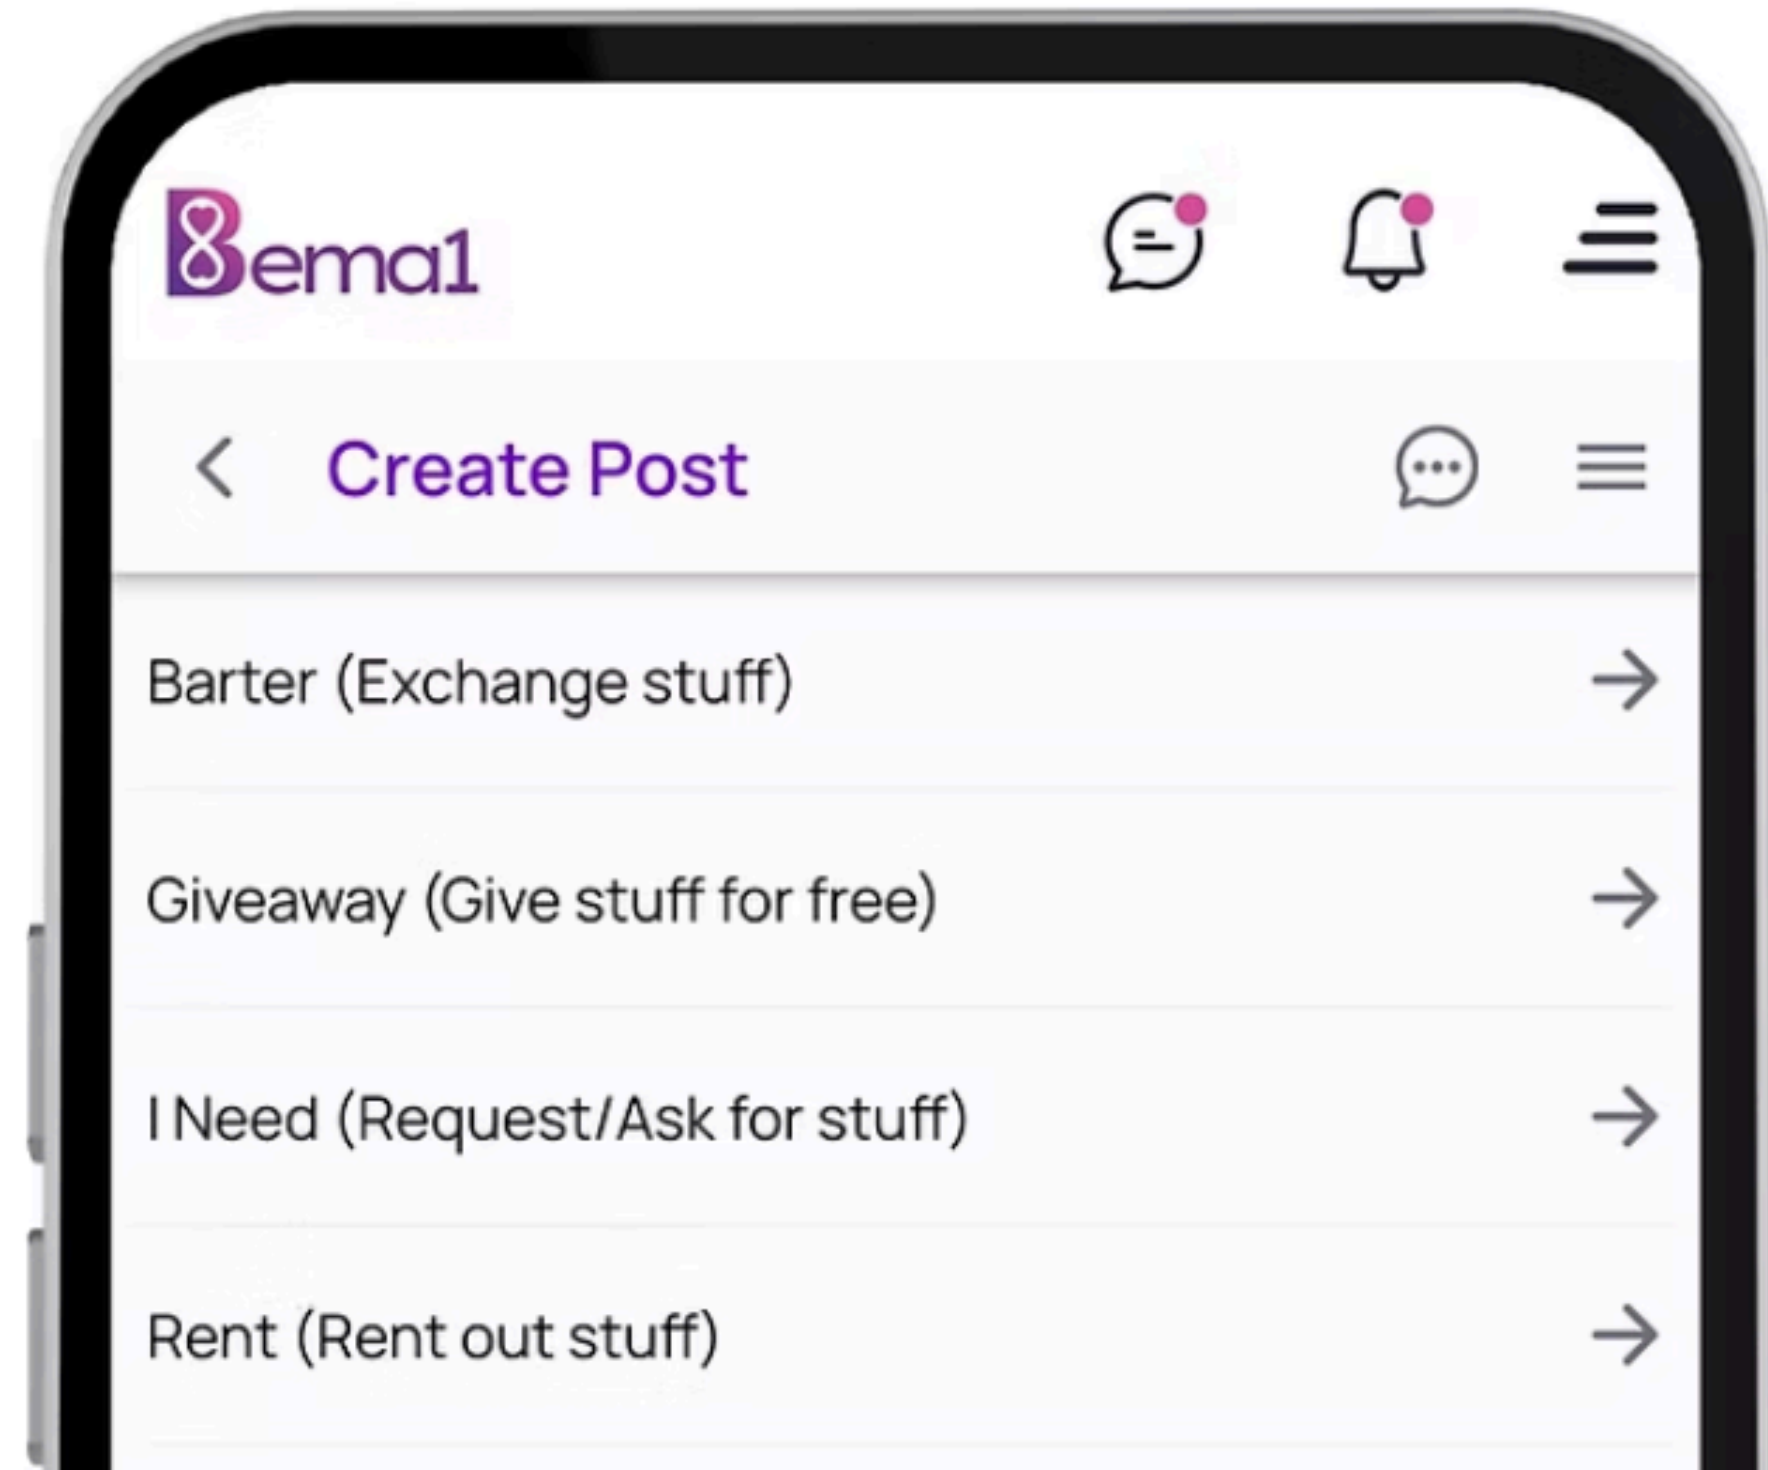 Bema1
Create Post
Barter (Exchange stuff)
Giveaway (Give stuff for free)
I Need (Request/Ask for stuff)
Rent (Rent out stuff)